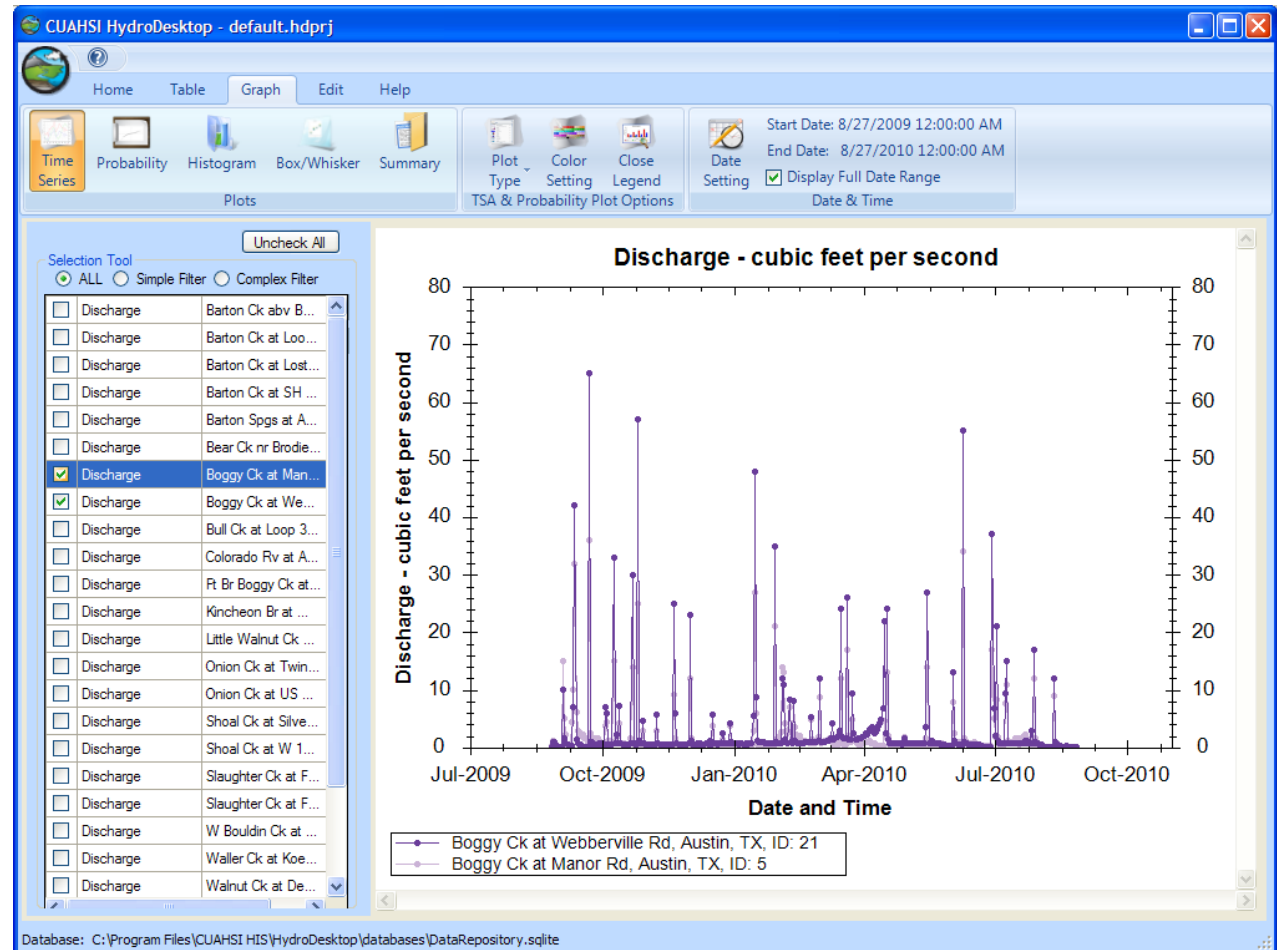 CUAHSI HydroDesktop - default.hdprj
Home Table Graph Edit Help
Time Series
Probability
Histogram
Box/Whisker
Summary
Plots
Plot Type
Color Setting
Close Legend
TSA & Probability Plot Options
Date Setting
Start Date: 8/27/2009 12:00:00 AM
End Date: 8/27/2010 12:00:00 AM
Display Full Date Range
Date & Time
Uncheck All
Selection Tool
ALL Simple Filter Complex Filter
Discharge Barton Ck abv B...
Discharge Barton Ck at Loo...
Discharge Barton Ck at Lost...
Discharge Barton Ck at SH ...
Discharge Barton Spgs at A...
Discharge Bear Ck nr Brodie...
Discharge Boggy Ck at Man...
Discharge Boggy Ck at We...
Discharge Bull Ck at Loop 3...
Discharge Colorado Rv at A...
Discharge Ft Br Boggy Ck at...
Discharge Kincheon Br at ...
Discharge Little Walnut Ck ...
Discharge Onion Ck at Twin...
Discharge Onion Ck at US ...
Discharge Shoal Ck at Silve...
Discharge Shoal Ck at W 1...
Discharge Slaughter Ck at F...
Discharge Slaughter Ck at F...
Discharge W Bouldin Ck at ...
Discharge Waller Ck at Koe...
Discharge Walnut Ck at De...
Discharge - cubic feet per second
Discharge - cubic feet per second
80 80
70 70
60 60
50 50
40 40
30 30
20 20
10 10
0 0
Jul-2009 Oct-2009 Jan-2010 Apr-2010 Jul-2010 Oct-2010
Date and Time
Boggy Ck at Webberville Rd, Austin, TX, ID: 21
Boggy Ck at Manor Rd, Austin, TX, ID: 5
Database: C:\Program Files\CUAHSI HIS\HydroDesktop\databases\DataRepository.sqlite